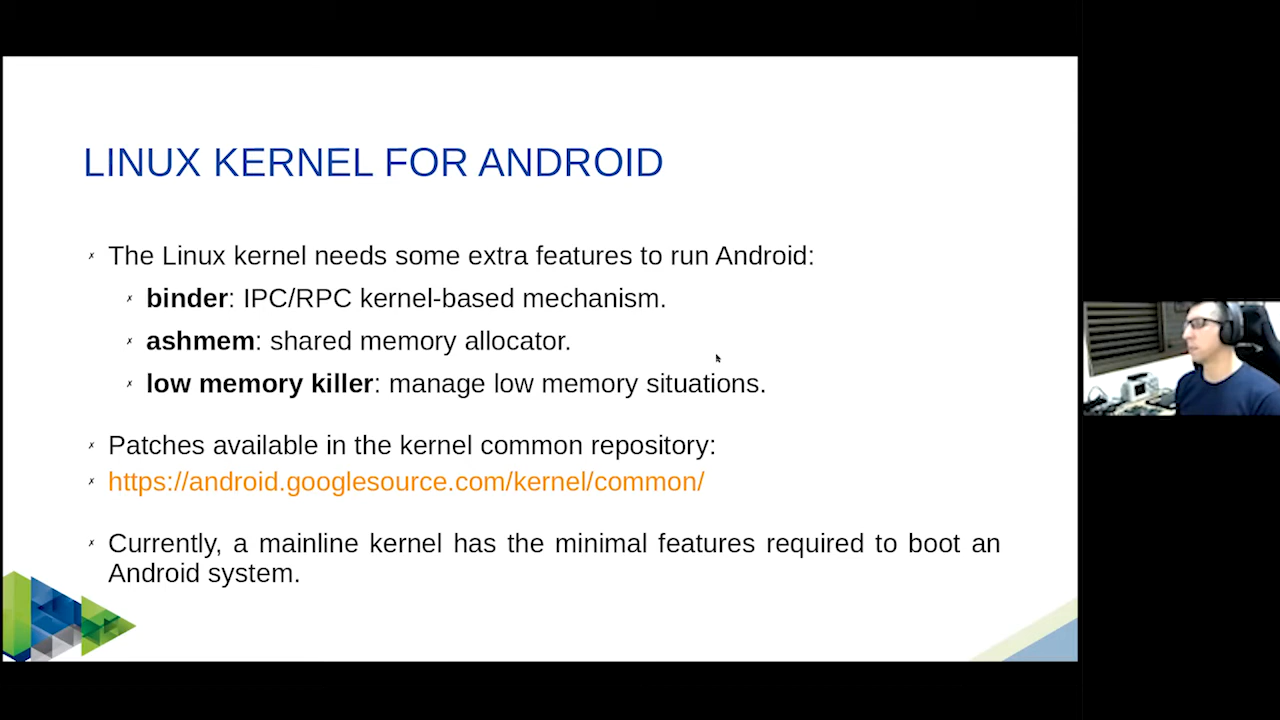 LINUX KERNEL FOR ANDROID
The Linux kernel needs some extra features to run Android:
binder: IPC/RPC kernel-based mechanism.
ashmem: shared memory allocator.
low memory killer: manage low memory situations.
Patches available in the kernel common repository:
https://android.googlesource.com/kernel/common/
Currently, a mainline kernel has the minimal features required to boot an
Android system.